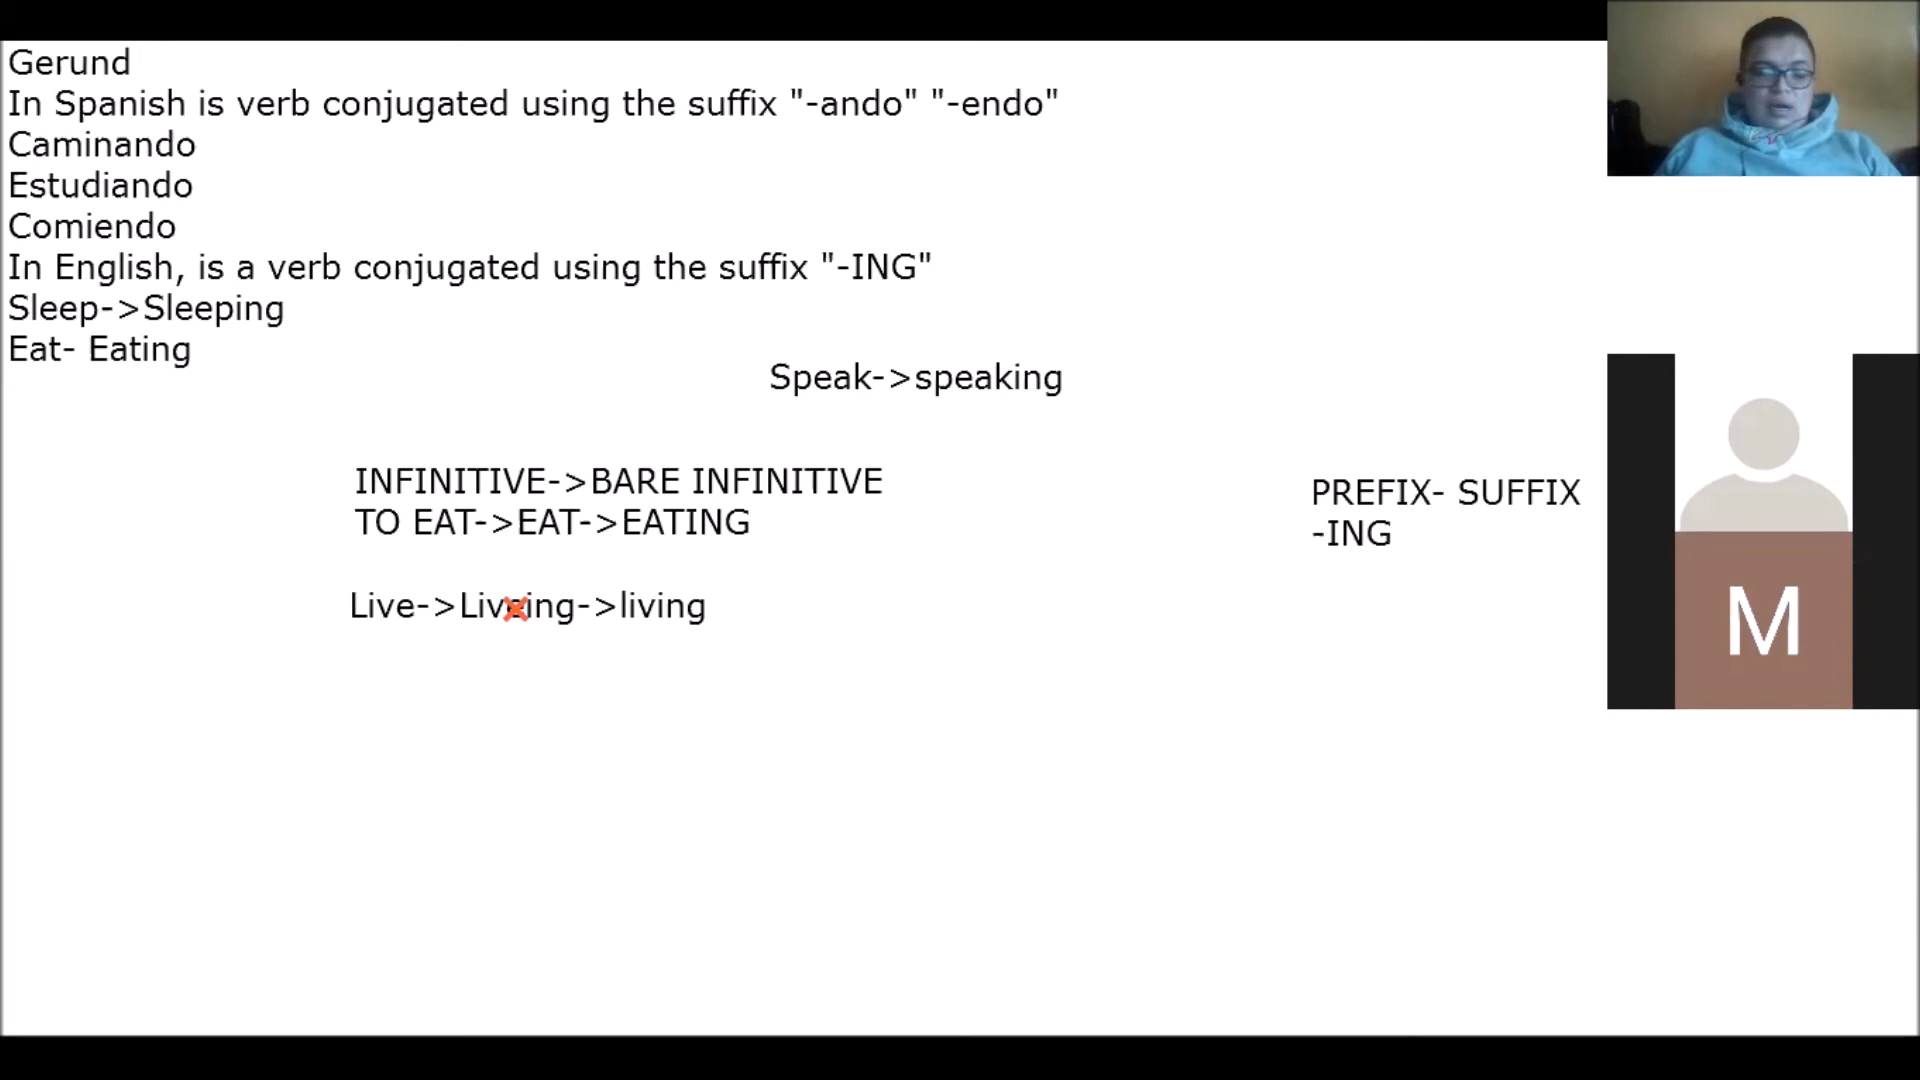 Gerund
In Spanish is verb conjugated using the suffix "-ando" "-endo"
Caminando
Estudiando
Comiendo
In English, is a verb conjugated using the suffix "-ING"
Sleep->Sleeping
Eat- Eating
Speak->speaking
INFINITIVE->BARE INFINITIVE
TO EAT->EAT->EATING
PREFIX- SUFFIX
-ING
Live->Liveing->living
M